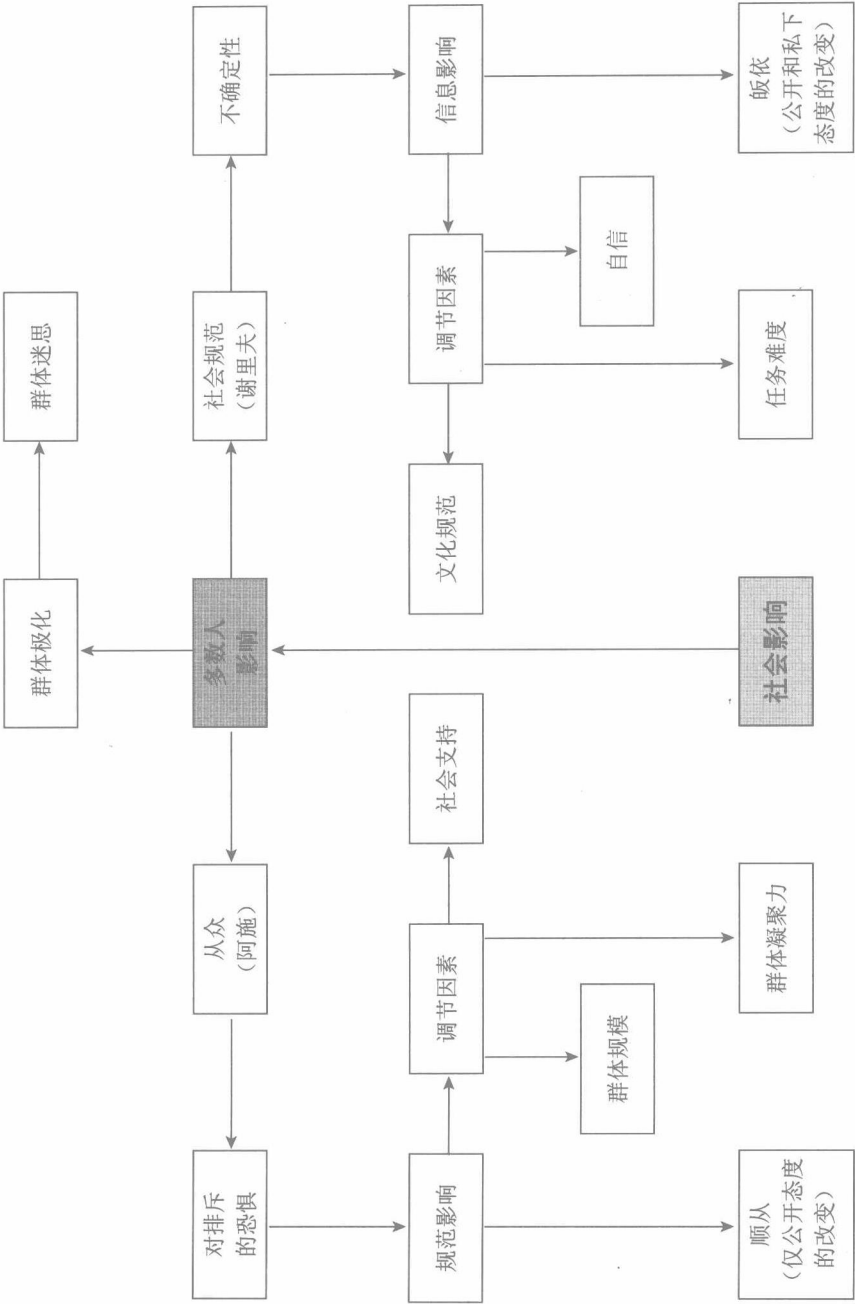 群体极化
群体迷思
对排斥
的恐惧
从众
（阿施）
多数人
影响
社会规范
（谢里夫）
不确定性
规范影响
调节因素
社会支持
文化规范
调节因素
信息影响
群体规模
自信
顺从
（仅公开态度
的改变）
群体凝聚力
社会影响
任务难度
皈依
（公开和私下
态度的改变）